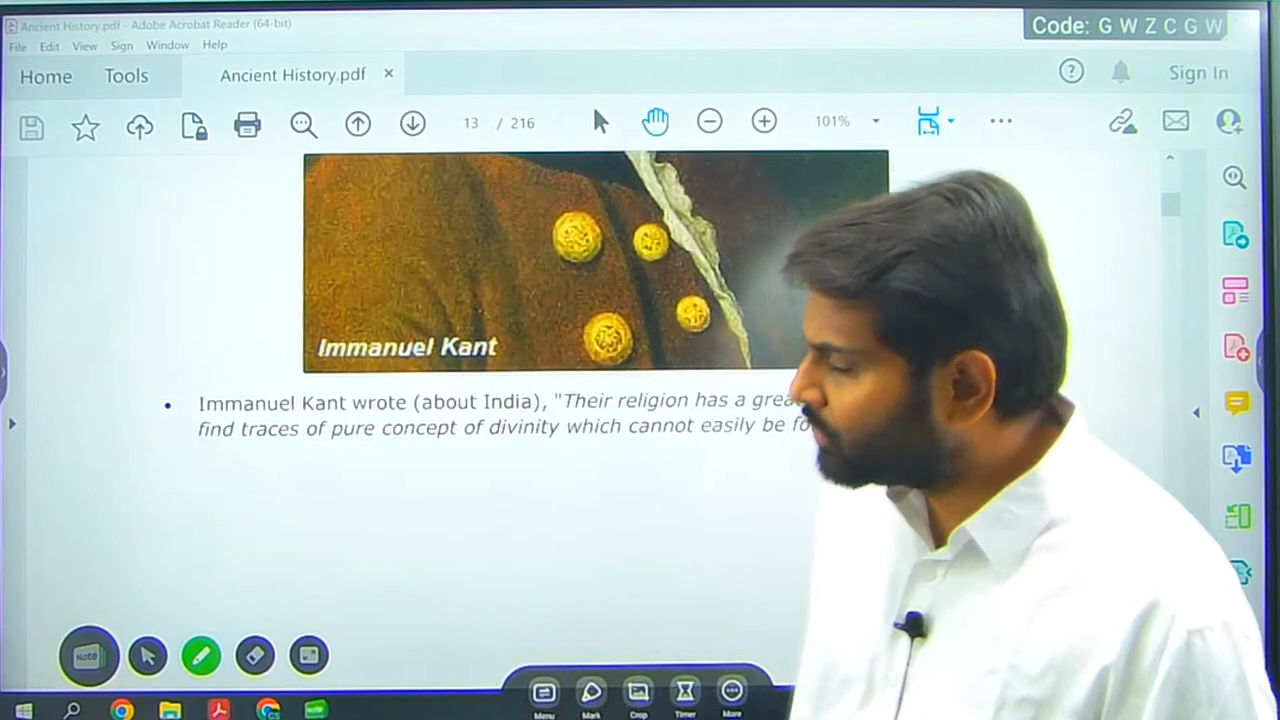 Ancient History.pdf - Adobe Acrobat Reader (64-bit)
Code: G W Z C G W
File Edit View Sign Window Help
Home Tools Ancient History.pdf × Sign In
13 / 216 101%
Immanuel Kant
• Immanuel Kant wrote (about India), "Their religion has a
find traces of pure concept of divinity which cannot easily be
Note
Menu Mark Crop Timer More